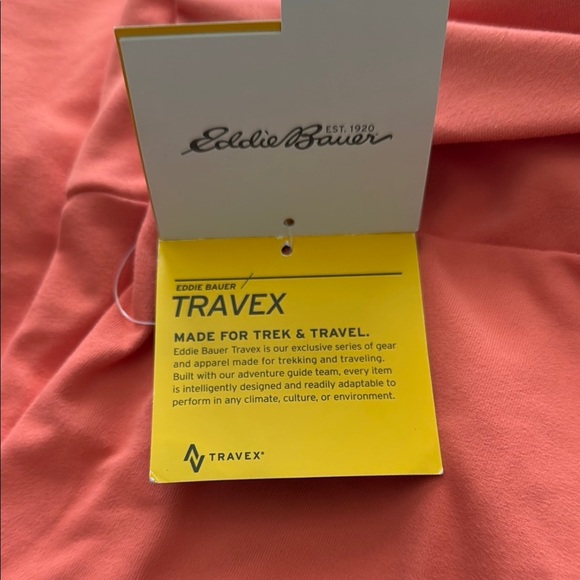 EST. 1920
Eddie Bauer
EDDIE BAUER
TRAVEX
MADE FOR TREK & TRAVEL.
Eddie Bauer Travex is our exclusive series of gear
and apparel made for trekking and traveling.
Built with our adventure guide team, every item
is intelligently designed and readily adaptable to
perform in any climate, culture, or environment.
TRAVEX®